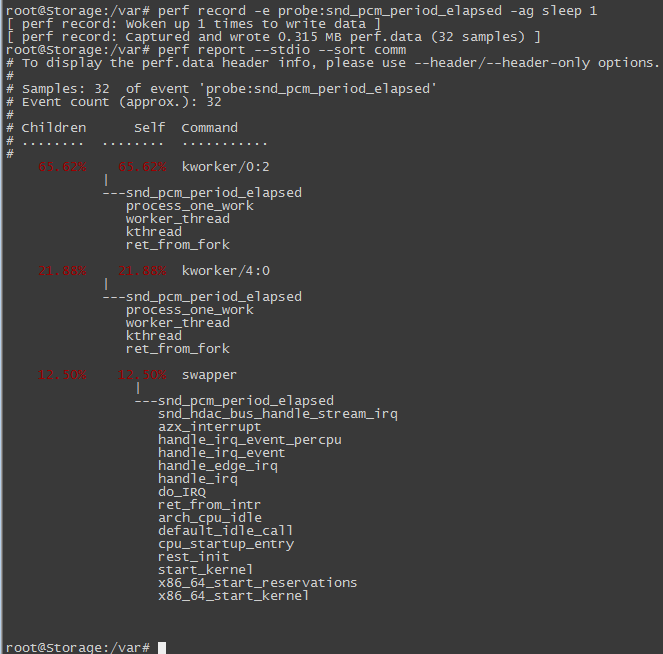 root@Storage:/var# perf record -e probe:snd_pcm_period_elapsed -ag sleep 1
[ perf record: Woken up 1 times to write data ]
[ perf record: Captured and wrote 0.315 MB perf.data (32 samples) ]
root@Storage:/var# perf report --stdio --sort comm
# To display the perf.data header info, please use --header/--header-only options.
#
# Samples: 32  of event 'probe:snd_pcm_period_elapsed'
# Event count (approx.): 32
#
# Children      Self  Command
# ........  ........  ...........
#
    65.62%    65.62%  kworker/0:2
            |
            ---snd_pcm_period_elapsed
               process_one_work
               worker_thread
               kthread
               ret_from_fork
    21.88%    21.88%  kworker/4:0
            |
            ---snd_pcm_period_elapsed
               process_one_work
               worker_thread
               kthread
               ret_from_fork
    12.50%    12.50%  swapper
                |
                ---snd_pcm_period_elapsed
                   snd_hdac_bus_handle_stream_irq
                   azx_interrupt
                   handle_irq_event_percpu
                   handle_irq_event
                   handle_edge_irq
                   handle_irq
                   do_IRQ
                   ret_from_intr
                   arch_cpu_idle
                   default_idle_call
                   cpu_startup_entry
                   rest_init
                   start_kernel
                   x86_64_start_reservations
                   x86_64_start_kernel
root@Storage:/var#